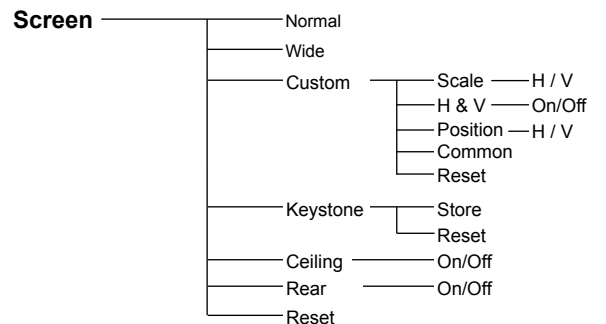 Screen Normal
Wide
Custom Scale H / V
H & V On/Off
Position H / V
Common
Reset
Keystone Store
Reset
Ceiling On/Off
Rear On/Off
Reset